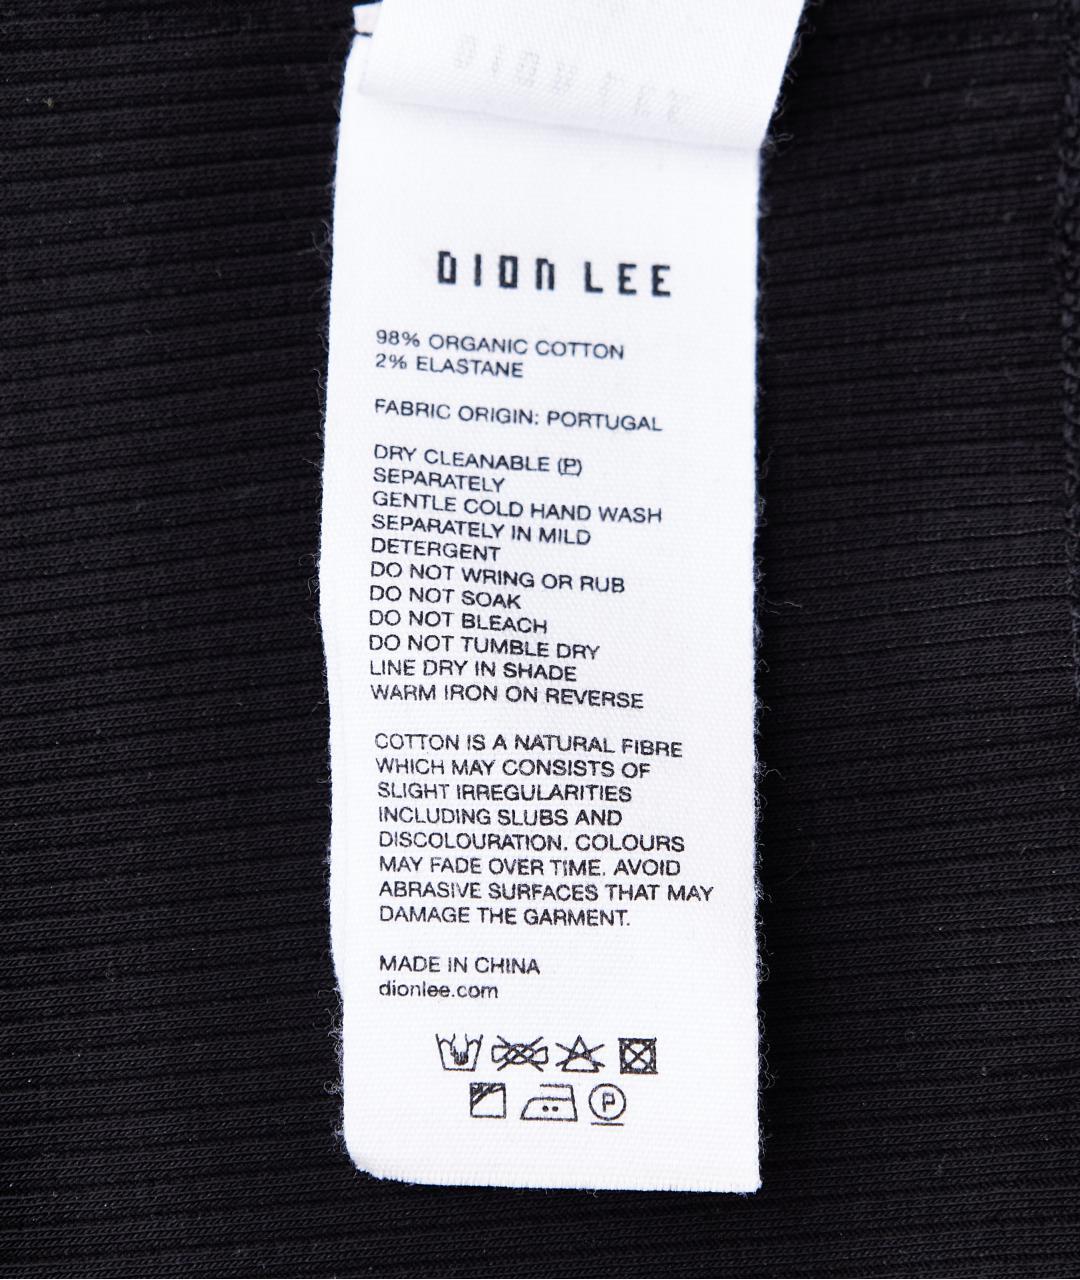 DION LEE
DION LEE
98% ORGANIC COTTON
2% ELASTANE
FABRIC ORIGIN: PORTUGAL
DRY CLEANABLE (P)
SEPARATELY
GENTLE COLD HAND WASH
SEPARATELY IN MILD
DETERGENT
DO NOT WRING OR RUB
DO NOT SOAK
DO NOT BLEACH
DO NOT TUMBLE DRY
LINE DRY IN SHADE
WARM IRON ON REVERSE
COTTON IS A NATURAL FIBRE
WHICH MAY CONSISTS OF
SLIGHT IRREGULARITIES
INCLUDING SLUBS AND
DISCOLOURATION. COLOURS
MAY FADE OVER TIME. AVOID
ABRASIVE SURFACES THAT MAY
DAMAGE THE GARMENT.
MADE IN CHINA
dionlee.com
P